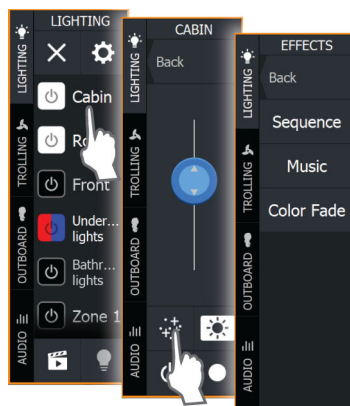 LIGHTING
LIGHTING
TROLLING
OUTBOARD
AUDIO
Cabin
Front
Under...
lights
Bathr...
lights
Zone 1
CABIN
LIGHTING
TROLLING
OUTBOARD
AUDIO
Back
EFFECTS
LIGHTING
TROLLING
OUTBOARD
AUDIO
Back
Sequence
Music
Color Fade